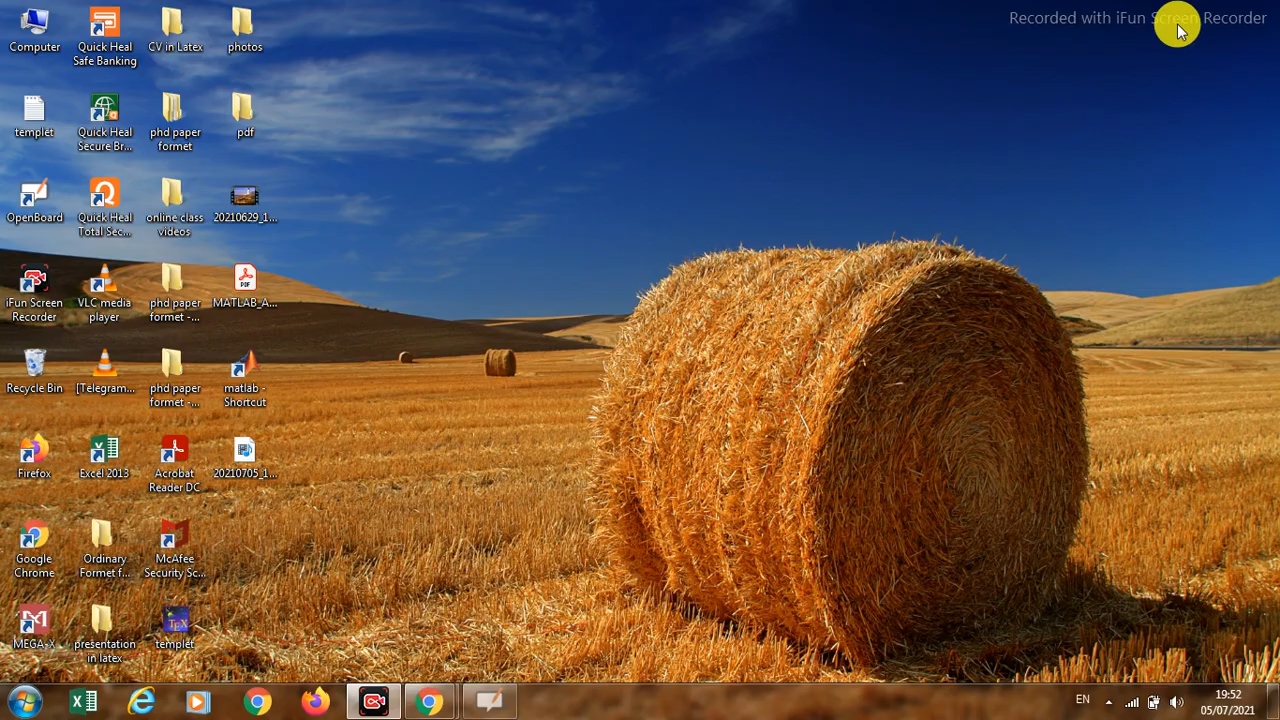 Recorded with iFun Screen Recorder
Computer
Quick Heal
Safe Banking
CV in Latex
photos
templet
Quick Heal
Secure Br...
phd paper
formet
pdf
OpenBoard
Quick Heal
Total Sec...
online class
videos
20210629_1...
iFun Screen
Recorder
VLC media
player
phd paper
formet -...
MATLAB_A...
Recycle Bin
[Telegram...
phd paper
formet -...
matlab -
Shortcut
Firefox
Excel 2013
Acrobat
Reader DC
20210705_1...
Google
Chrome
Ordinary
Formet f...
McAfee
Security Sc...
MEGA-X
presentation
in latex
templet
EN
19:52
05/07/2021